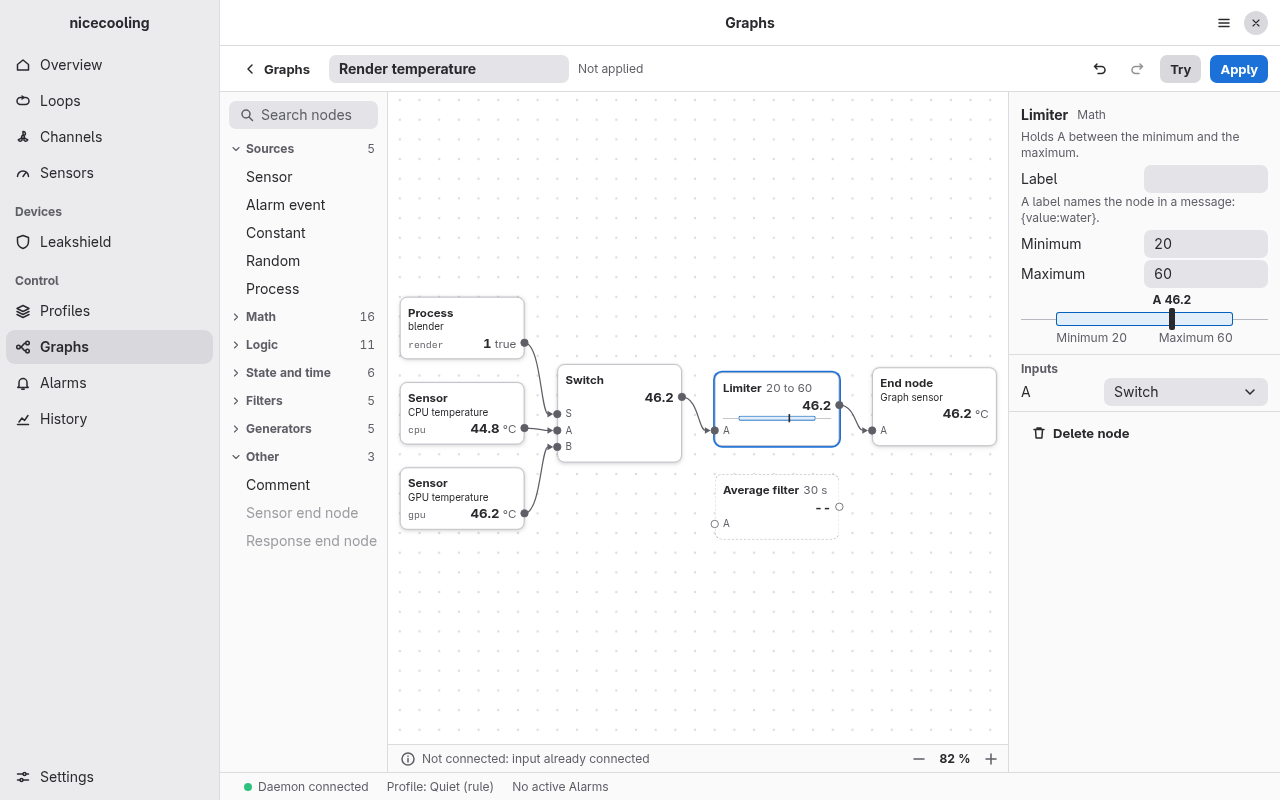 nicecooling
Graphs
Overview
Loops
Channels
Sensors
Devices
Leakshield
Control
Profiles
Graphs
Alarms
History
Settings
Graphs
Render temperature
Not applied
Try
Apply
Search nodes
Sources 5
Sensor
Alarm event
Constant
Random
Process
Math 16
Logic 11
State and time 6
Filters 5
Generators 5
Other 3
Comment
Sensor end node
Response end node
Process
blender
render 1 true
Sensor
CPU temperature
cpu 44.8 °C
Sensor
GPU temperature
gpu 46.2 °C
Switch
46.2
S
A
B
Limiter 20 to 60
46.2
A
Average filter 30 s
--
A
End node
Graph sensor
46.2 °C
A
Not connected: input already connected
82 %
Limiter Math
Holds A between the minimum and the
maximum.
Label
A label names the node in a message:
{value:water}.
Minimum 20
Maximum 60
A 46.2
Minimum 20 Maximum 60
Inputs
A Switch
Delete node
Daemon connected
Profile: Quiet (rule)
No active Alarms